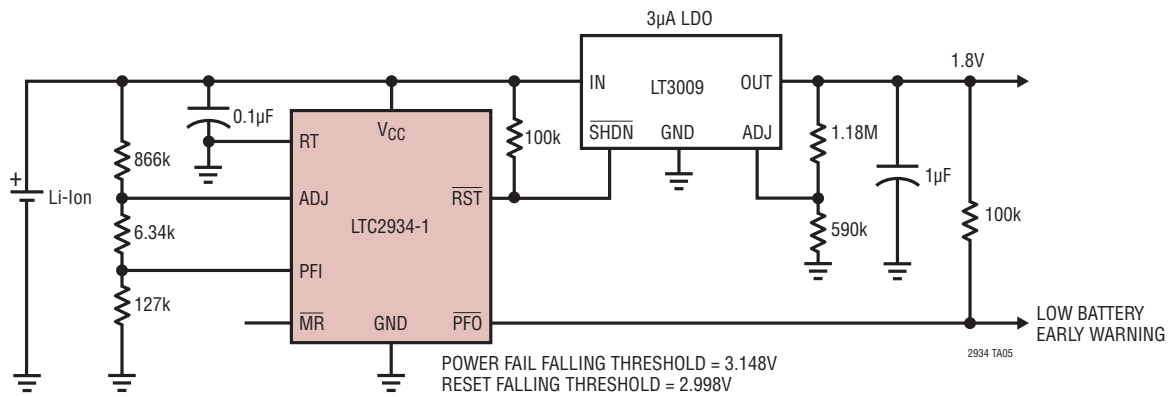 3µA LDO
1.8V
IN
LT3009
OUT
0.1µF
VCC
RT
100k
SHDN
GND
ADJ
1.18M
866k
+
Li-Ion
ADJ
RST
1µF
LTC2934-1
6.34k
590k
100k
PFI
127k
MR
GND
PFO
LOW BATTERY
EARLY WARNING
2934 TA05
POWER FAIL FALLING THRESHOLD = 3.148V
RESET FALLING THRESHOLD = 2.998V